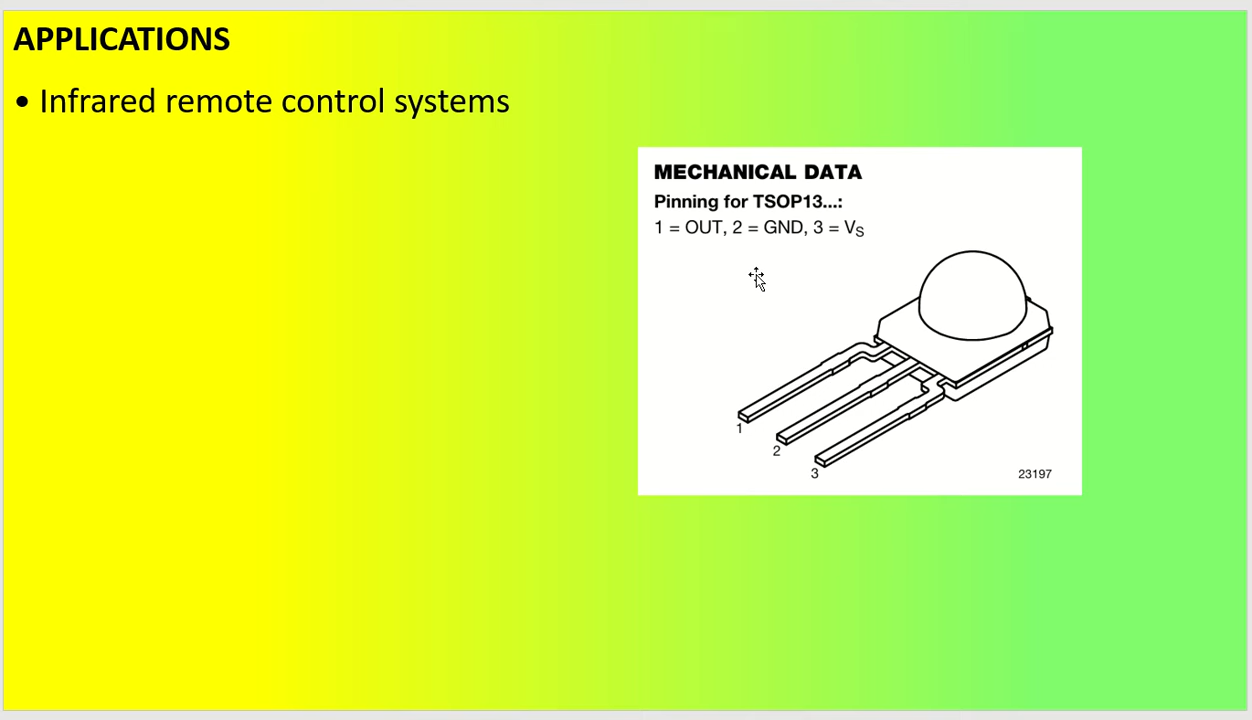 APPLICATIONS
• Infrared remote control systems
MECHANICAL DATA
Pinning for TSOP13...:
1 = OUT, 2 = GND, 3 = VS
1
2
3
23197